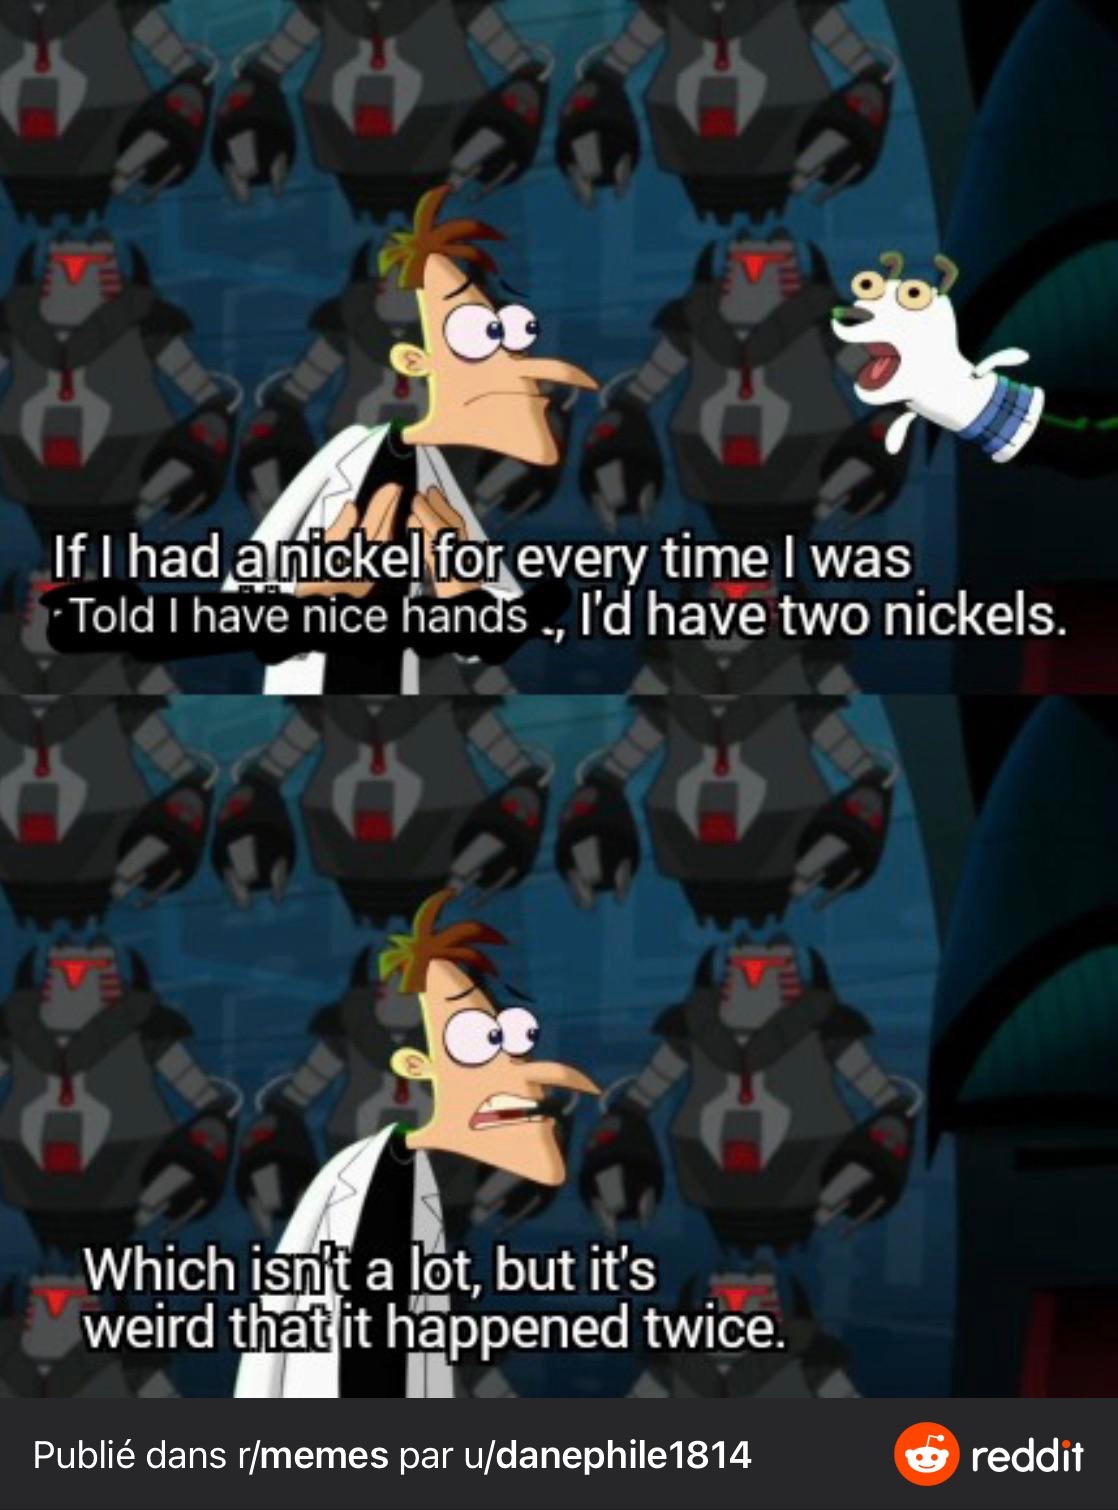 If I had a nickel for every time I was
Told I have nice hands ., I'd have two nickels.
Which isn't a lot, but it's
weird that it happened twice.
Publié dans r/memes par u/danephile1814
reddit